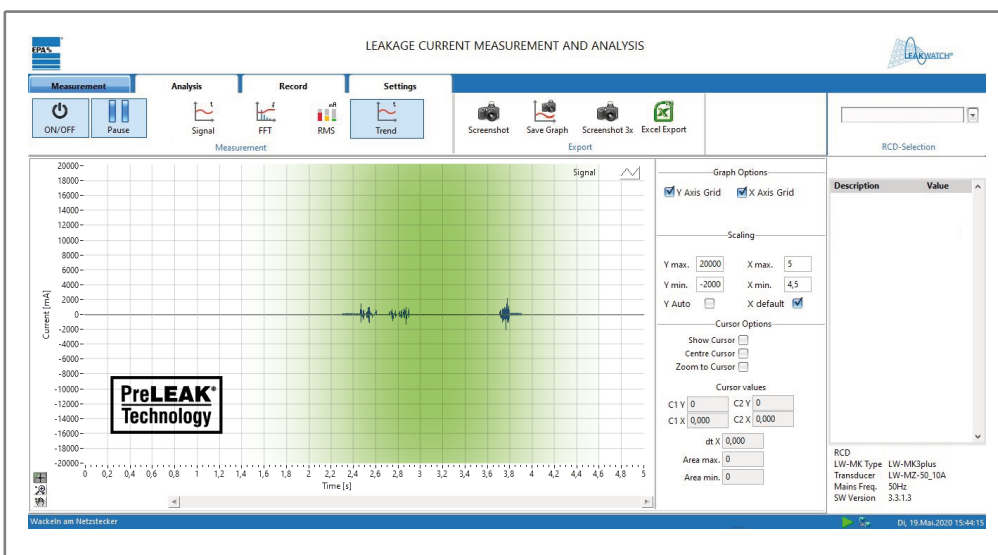 EPA
LEAKAGE CURRENT MEASUREMENT AND ANALYSIS
LEAKWATCH®
Measurement Analysis Record Settings
ON/OFF Pause Signal FFT RMS Trend Screenshot Save Graph Screenshot 3x Excel Export
Measurement Export RCD-Selection
Signal
20000
18000
16000
14000
12000
10000
8000
6000
4000
2000
0
-2000
-4000
-6000
-8000
-10000
-12000
-14000
-16000
-18000
-20000
Current [mA]
0 0,2 0,4 0,6 0,8 1 1,2 1,4 1,6 1,8 2 2,2 2,4 2,6 2,8 3 3,2 3,4 3,6 3,8 4 4,2 4,4 4,6 4,8 5
Time [s]
PreLEAK®
Technology
Graph Options
Y Axis Grid X Axis Grid
Scaling
Y max. 20000 X max. 5
Y min. -2000 X min. 4,5
Y Auto X default
Cursor Options
Show Cursor
Centre Cursor
Zoom to Cursor
Cursor values
C1 Y 0 C2 Y 0
C1 X 0,000 C2 X 0,000
dt X 0,000
Area max. 0
Area min. 0
Description Value
RCD
LW-MK Type LW-MK3plus
Transducer LW-MZ-50_10A
Mains Freq. 50Hz
SW Version 3.3.1.3
Wackeln am Netzstecker Di, 19.Mai.2020 15:44:15